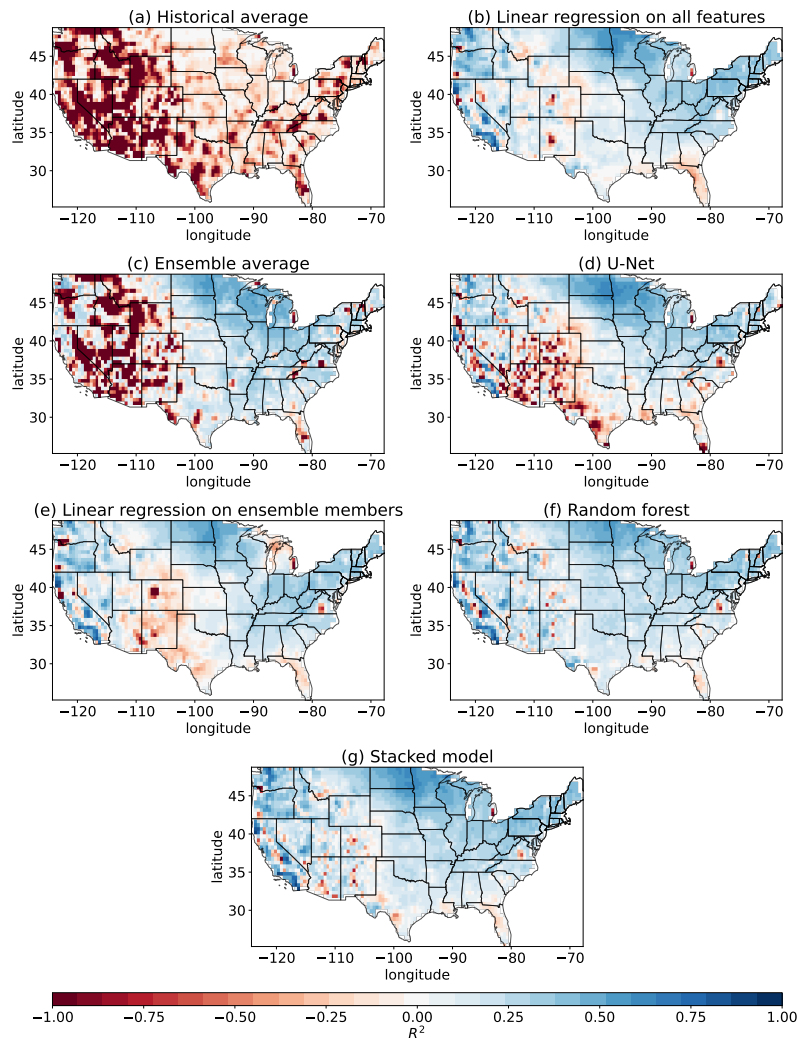 (a) Historical average
(b) Linear regression on all features
latitude
45
40
35
30
−120 −110 −100 −90 −80 −70
longitude
latitude
45
40
35
30
−120 −110 −100 −90 −80 −70
longitude
(c) Ensemble average
(d) U-Net
latitude
45
40
35
30
−120 −110 −100 −90 −80 −70
longitude
latitude
45
40
35
30
−120 −110 −100 −90 −80 −70
longitude
(e) Linear regression on ensemble members
(f) Random forest
latitude
45
40
35
30
−120 −110 −100 −90 −80 −70
longitude
latitude
45
40
35
30
−120 −110 −100 −90 −80 −70
longitude
(g) Stacked model
latitude
45
40
35
30
−120 −110 −100 −90 −80 −70
longitude
−1.00 −0.75 −0.50 −0.25 0.00 0.25 0.50 0.75 1.00
R²